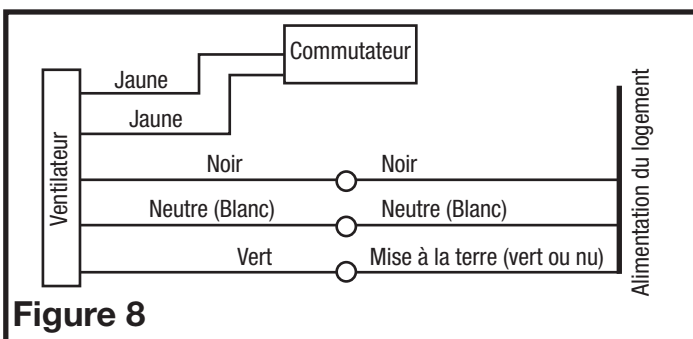 Commutateur
Jaune
Jaune
Ventilateur
Noir
Noir
Neutre (Blanc)
Neutre (Blanc)
Vert
Mise à la terre (vert ou nu)
Alimentation du logement
Figure 8